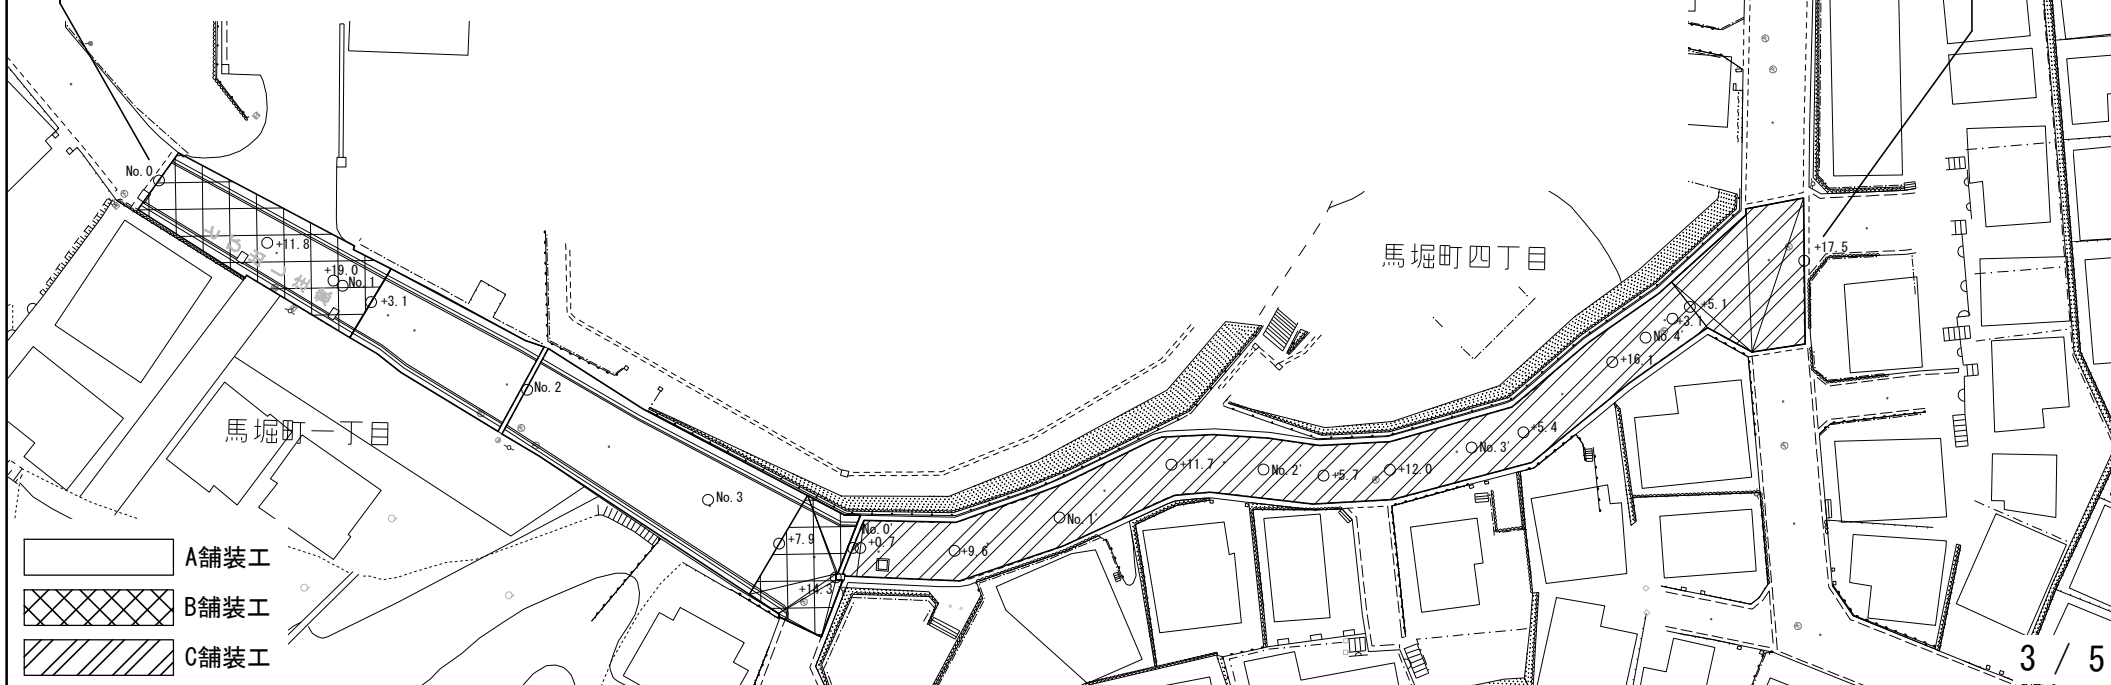 No.0
+11.8
+19.0
No.1
+3.1
No.2
No.3
+7.9
+14.3
No.0'
+0.7
+9.6
No.1'
+11.7
No.2'
+5.7
+12.0
No.3'
+5.4
+16.1
No.4'
+3.1
+5.1
+17.5
馬堀町四丁目
馬堀町一丁目
A舗装工
B舗装工
C舗装工
3 / 5